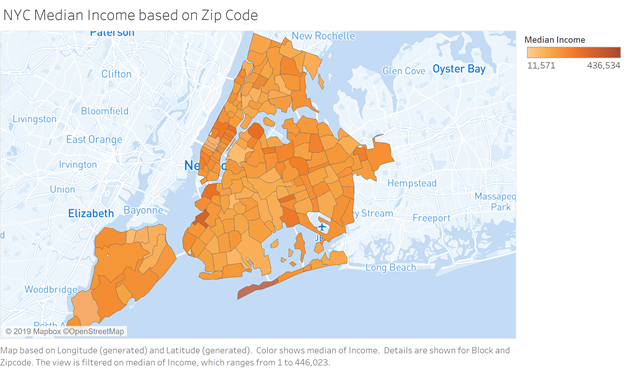 NYC Median Income based on Zip Code
Paterson
New Rochelle
Clifton
Glen Cove
Oyster Bay
Livingston
Bloomfield
East Orange
Irvington
Ne
Union
Hempstead
Massapeq
Park
Elizabeth
Bayonne
y Stream
Freeport
Long Beach
Woodbridge
© 2019 Mapbox ©OpenStreetMap
Median Income
11,571
436,534
Map based on Longitude (generated) and Latitude (generated). Color shows median of Income. Details are shown for Block and
Zipcode. The view is filtered on median of Income, which ranges from 1 to 446,023.